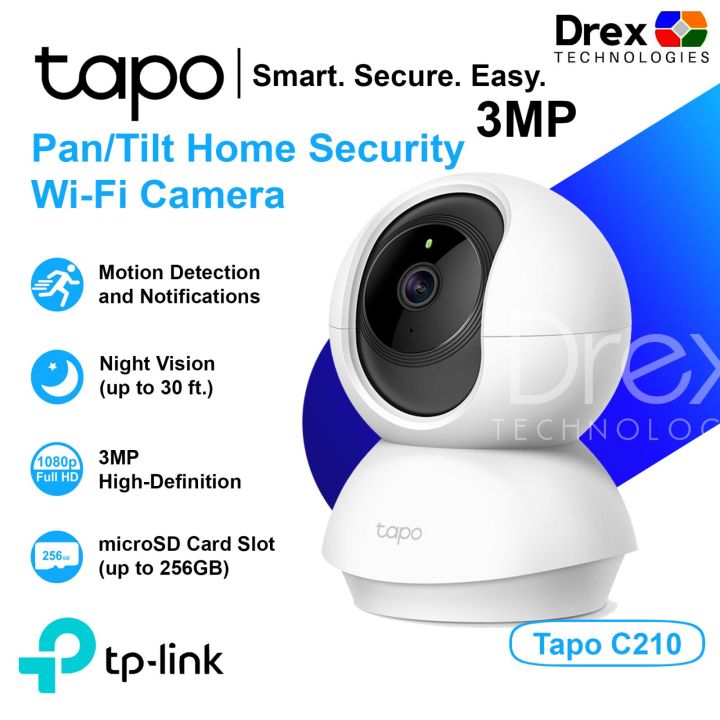 tapo
Smart. Secure. Easy.
Drex
TECHNOLOGIES
3MP
Pan/Tilt Home Security
Wi-Fi Camera
Motion Detection
and Notifications
Night Vision
(up to 30 ft.)
1080p
Full HD
3MP
High-Definition
256GB
microSD Card Slot
(up to 256GB)
Drex
TECHNOLOG
tapo
tp-link
Tapo C210